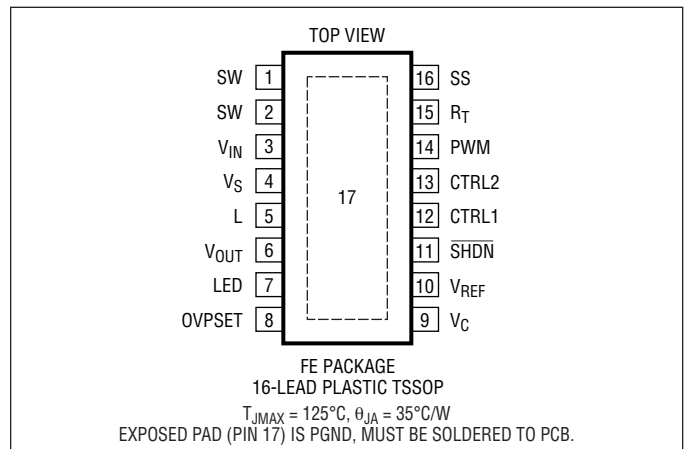 TOP VIEW
SW 1
SW 2
V_IN 3
V_S 4
L 5
V_OUT 6
LED 7
OVPSET 8
17
16 SS
15 R_T
14 PWM
13 CTRL2
12 CTRL1
11 S̅H̅D̅N̅
10 V_REF
9 V_C
FE PACKAGE
16-LEAD PLASTIC TSSOP
T_JMAX = 125°C, θ_JA = 35°C/W
EXPOSED PAD (PIN 17) IS PGND, MUST BE SOLDERED TO PCB.